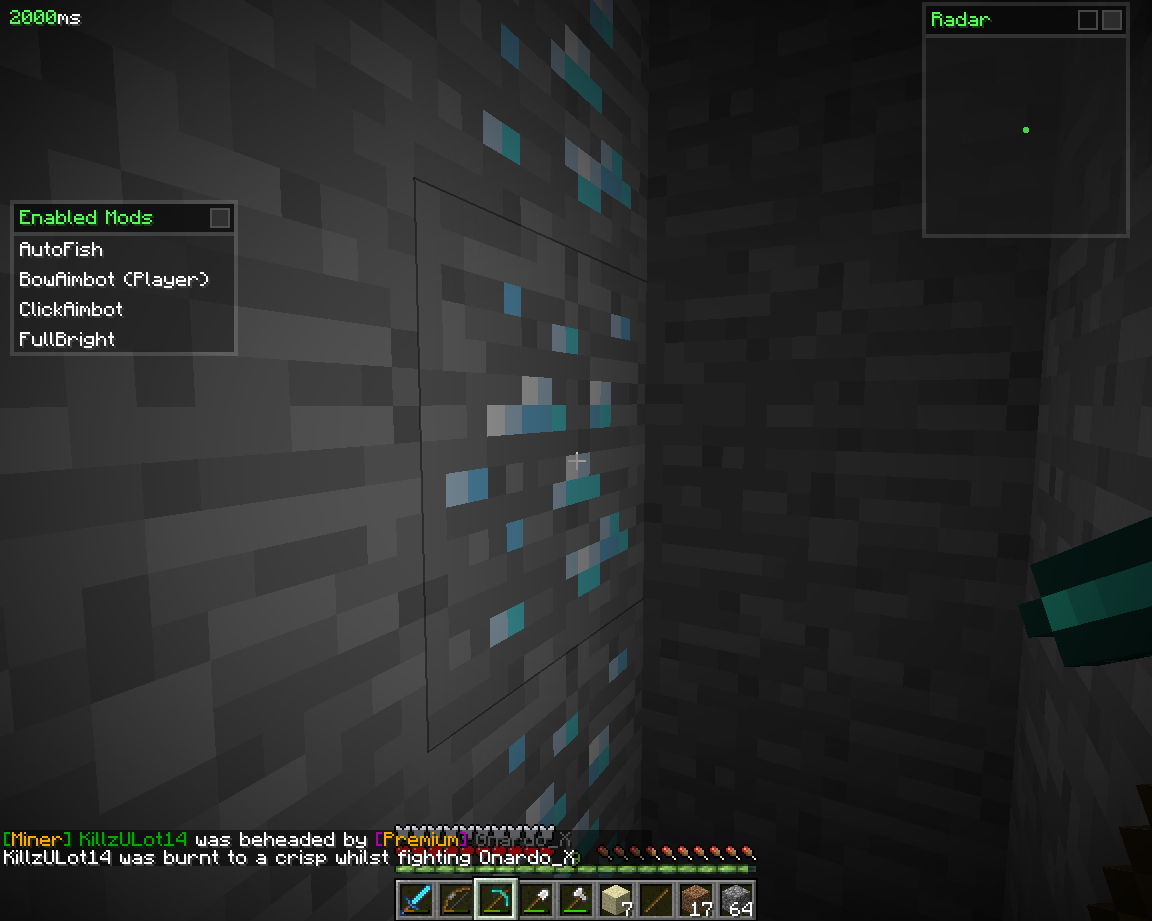 2000ms
Radar
Enabled Mods
AutoFish
BowAimbot (Player)
ClickAimbot
FullBright
[Miner] KillzULot14 was beheaded by [Premium] Onardo_X
KillzULot14 was burnt to a crisp whilst fighting Onardo_X
7
17
64